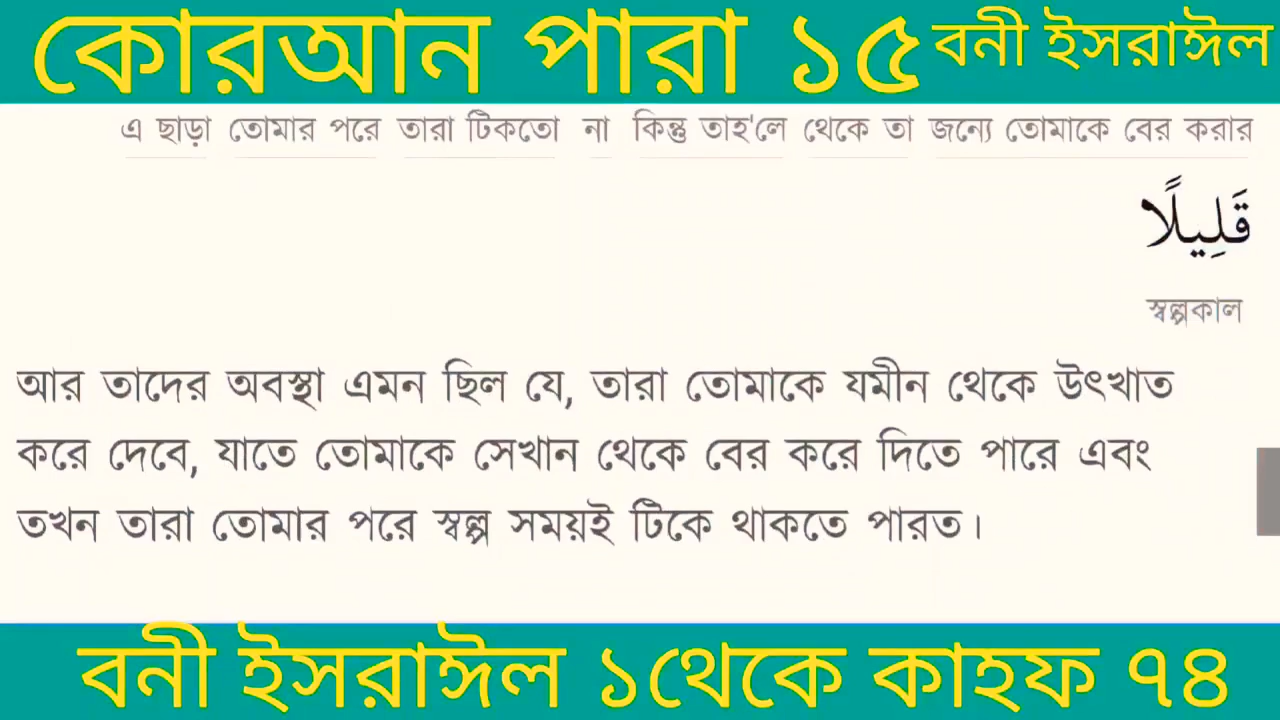 কোরআন পারা ১৫ বনী ইসরাঈল
এ ছাড়া তোমার পরে তারা টিকতো না কিন্তু তাহ'লে থেকে তা জন্যে তোমাকে বের করার
قَلِيلًا
স্বল্পকাল
আর তাদের অবস্থা এমন ছিল যে, তারা তোমাকে যমীন থেকে উৎখাত
করে দেবে, যাতে তোমাকে সেখান থেকে বের করে দিতে পারে এবং
তখন তারা তোমার পরে স্বল্প সময়ই টিকে থাকতে পারত।
বনী ইসরাঈল ১থেকে কাহফ ৭৪